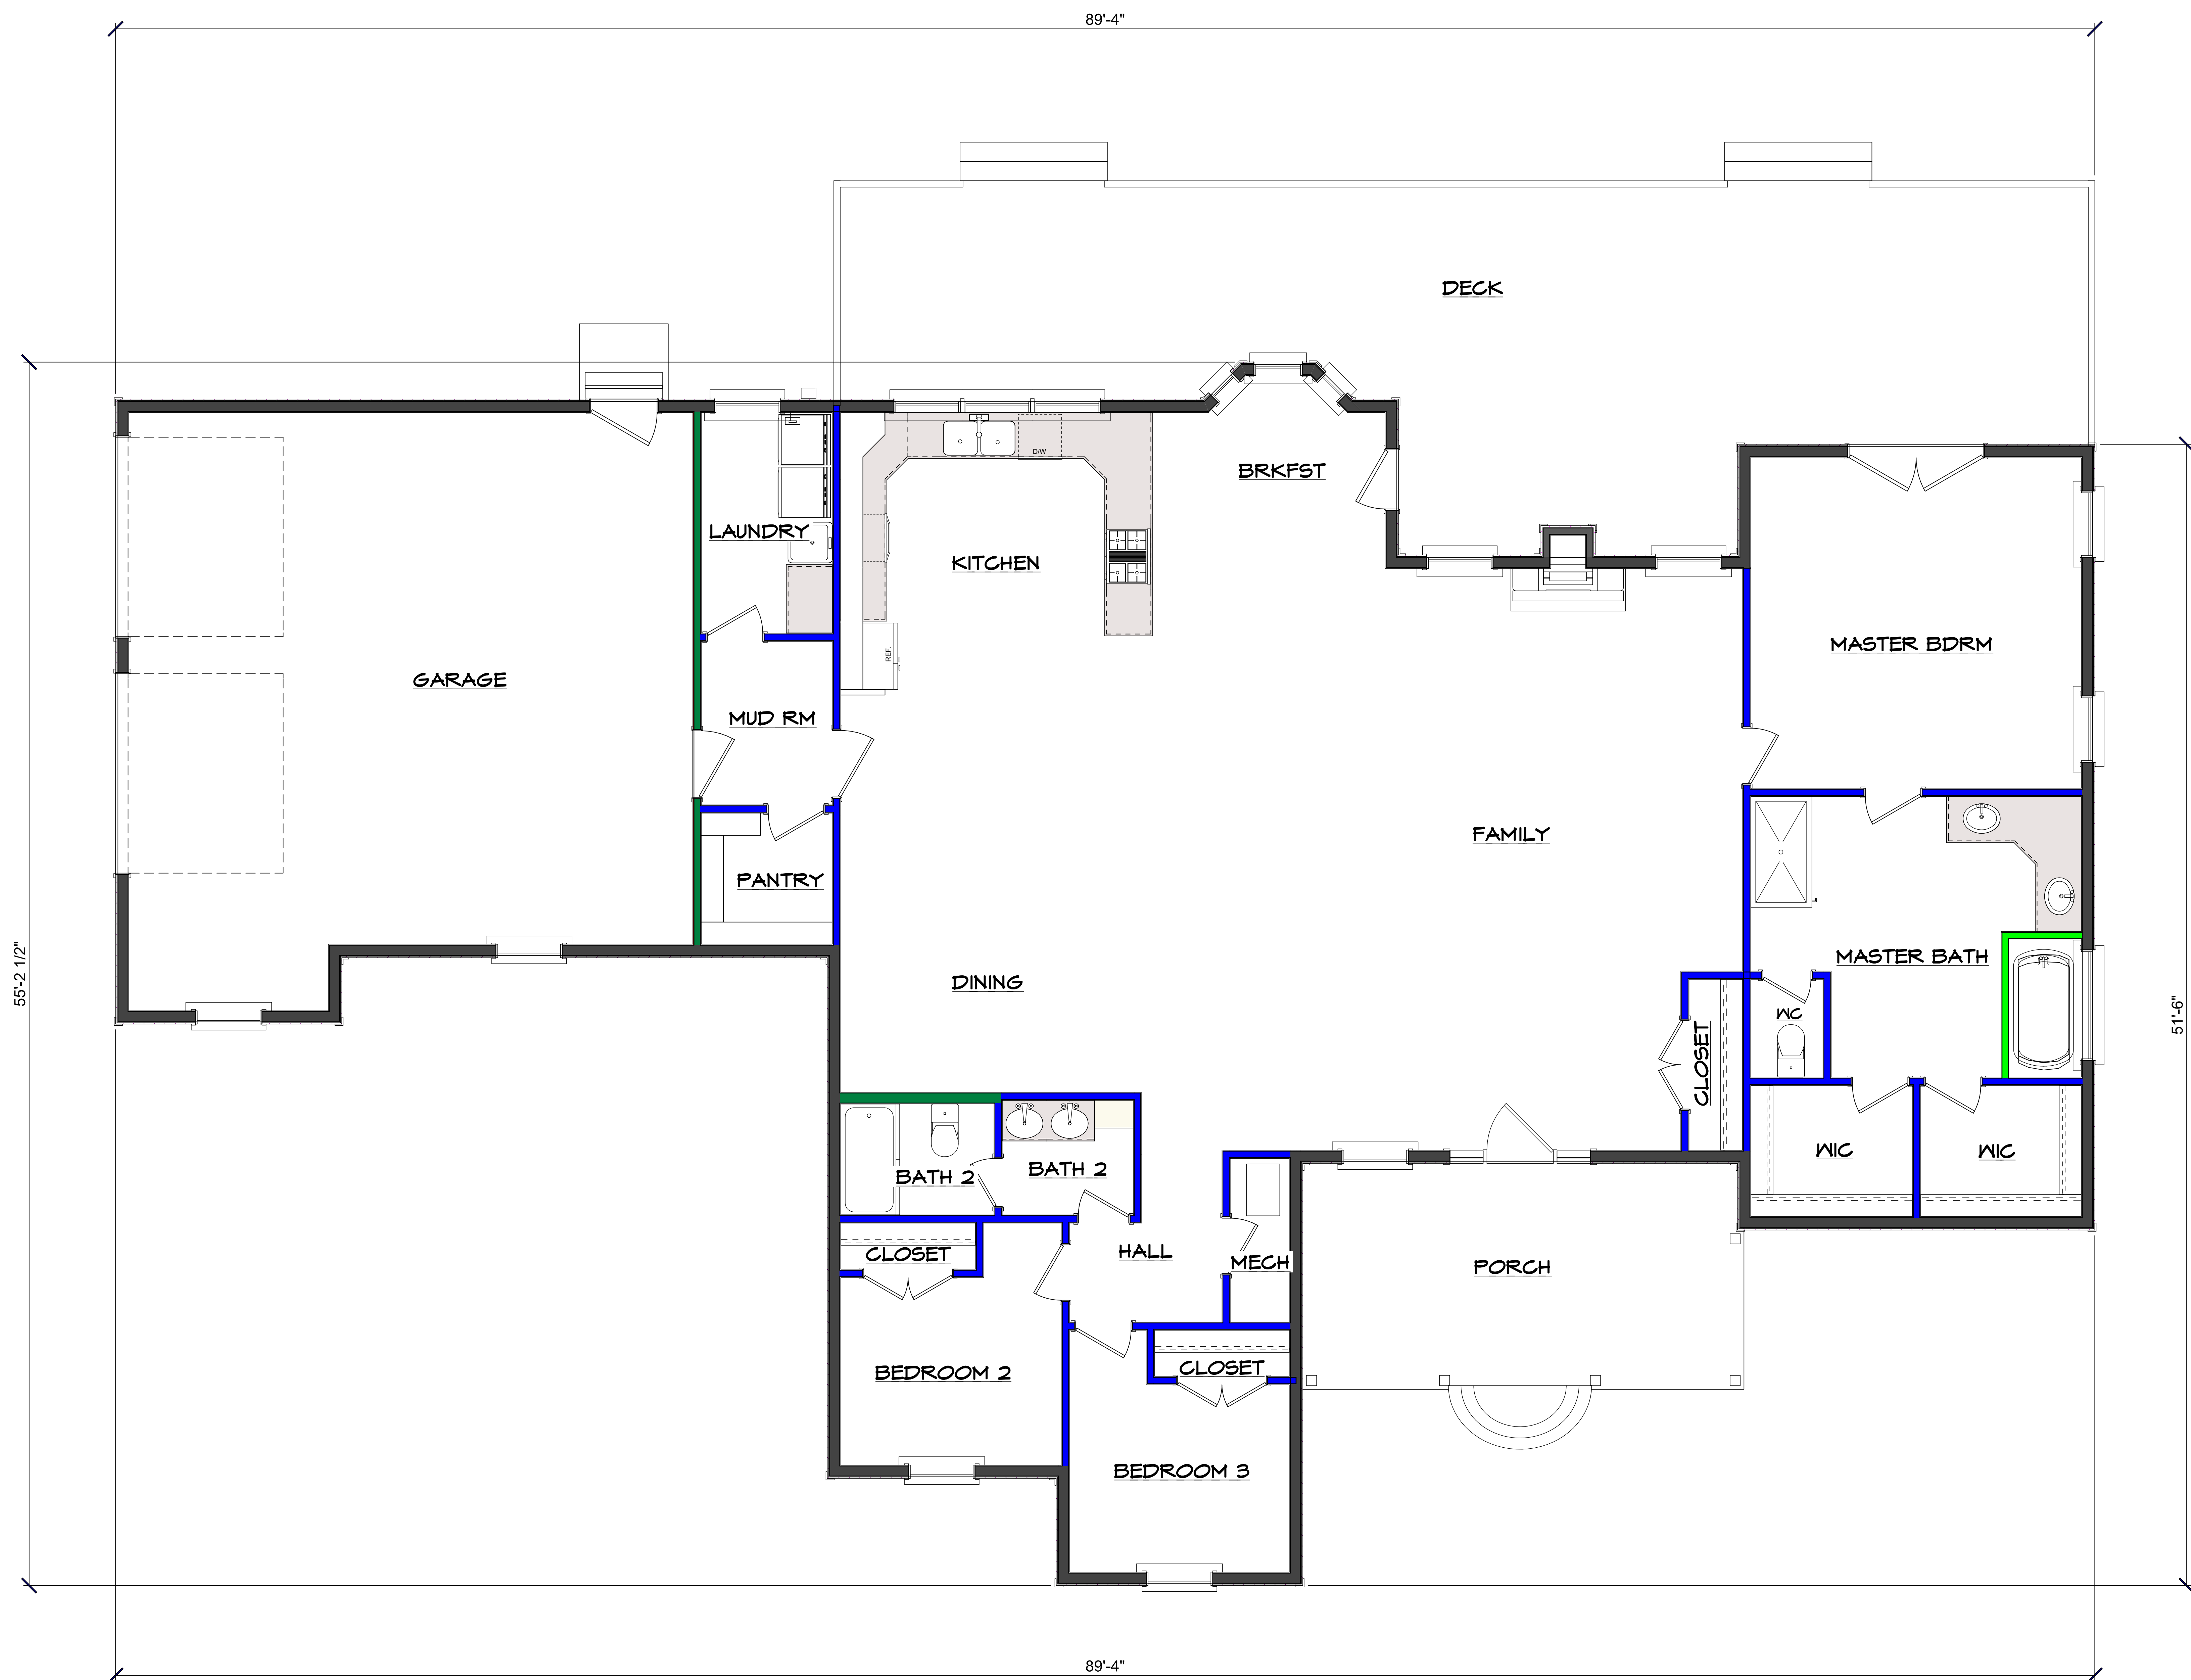 89'-4"
DECK
D/W
BRKFST
LAUNDRY
KITCHEN
MASTER BDRM
REF.
GARAGE
MUD RM
FAMILY
PANTRY
MASTER BATH
55'-2 1/2"
DINING
WC
51'-6"
CLOSET
BATH 2
BATH 2
WIC
WIC
HALL
CLOSET
MECH
PORCH
CLOSET
BEDROOM 2
BEDROOM 3
89'-4"